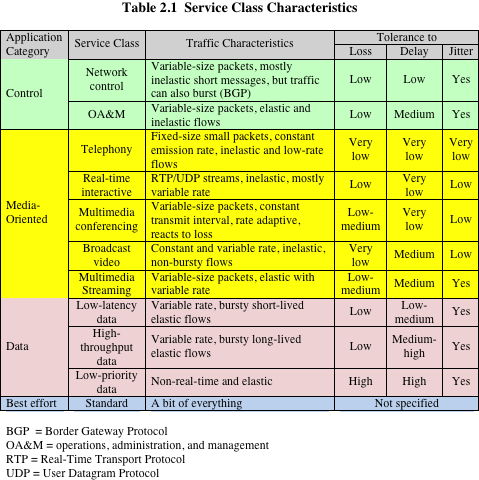 Table 2.1 Service Class Characteristics
Application Category Service Class Traffic Characteristics Tolerance to
Loss Delay Jitter
Control
Network control Variable-size packets, mostly inelastic short messages, but traffic can also burst (BGP) Low Low Yes
OA&M Variable-size packets, elastic and inelastic flows Low Medium Yes
Media-Oriented
Telephony Fixed-size small packets, constant emission rate, inelastic and low-rate flows Very low Very low Very low
Real-time interactive RTP/UDP streams, inelastic, mostly variable rate Low Very low Low
Multimedia conferencing Variable-size packets, constant transmit interval, rate adaptive, reacts to loss Low-medium Very low Low
Broadcast video Constant and variable rate, inelastic, non-bursty flows Very low Medium Low
Multimedia Streaming Variable-size packets, elastic with variable rate Low-medium Medium Yes
Data
Low-latency data Variable rate, bursty short-lived elastic flows Low Low-medium Yes
High-throughput data Variable rate, bursty long-lived elastic flows Low Medium-high Yes
Low-priority data Non-real-time and elastic High High Yes
Best effort Standard A bit of everything Not specified
BGP = Border Gateway Protocol
OA&M = operations, administration, and management
RTP = Real-Time Transport Protocol
UDP = User Datagram Protocol